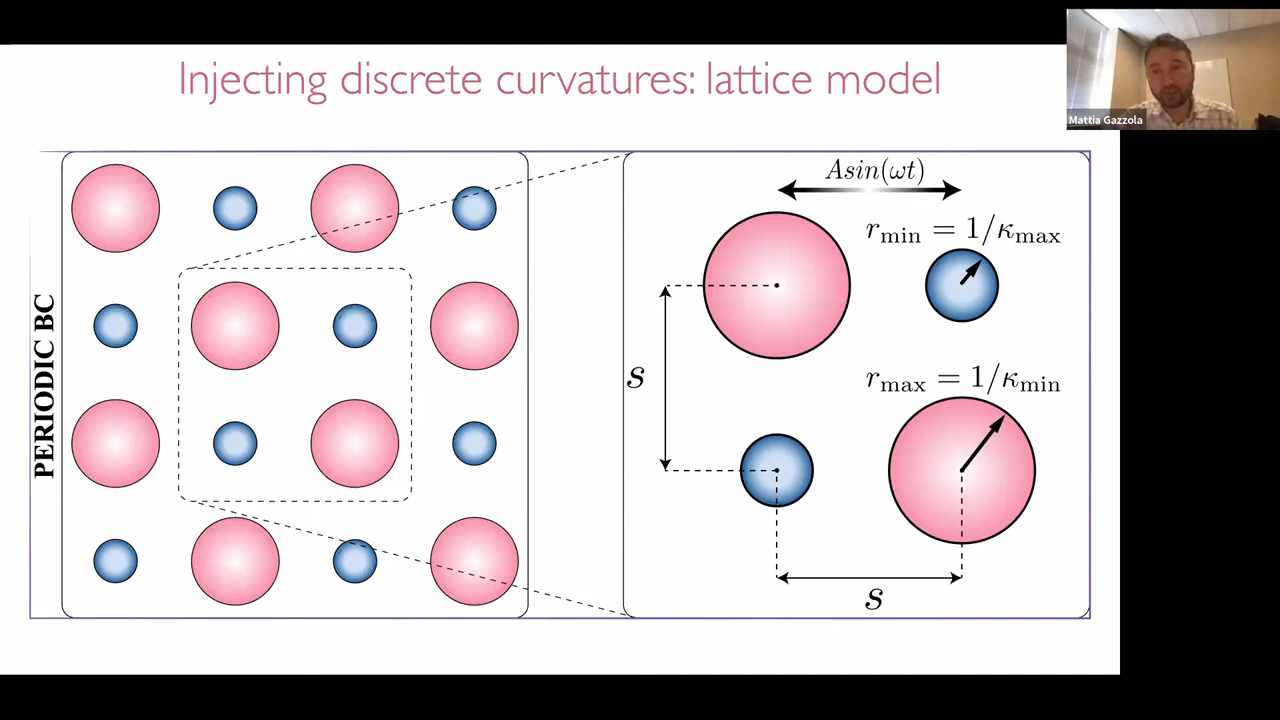 Injecting discrete curvatures: lattice model
Mattia Gazzola
PERIODIC BC
Asin(ωt)
r_min = 1/κ_max
s
r_max = 1/κ_min
s